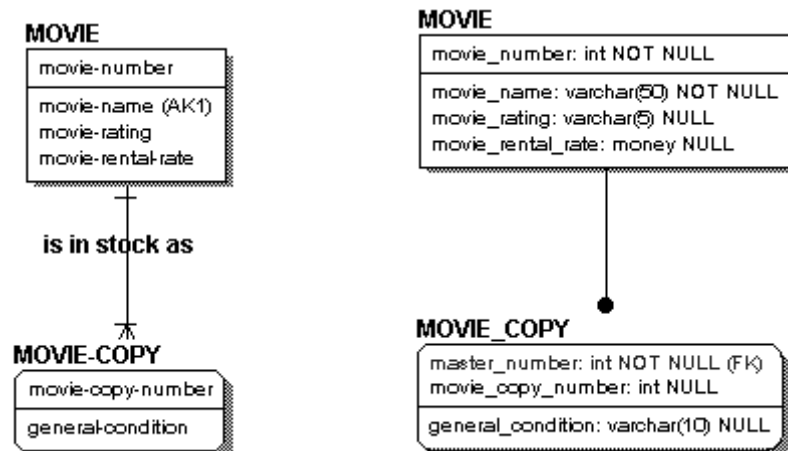 MOVIE
movie-number
movie-name (AK1)
movie-rating
movie-rental-rate
is in stock as
MOVIE-COPY
movie-copy-number
general-condition
MOVIE
movie_number: int NOT NULL
movie_name: varchar(50) NOT NULL
movie_rating: varchar(5) NULL
movie_rental_rate: money NULL
MOVIE_COPY
master_number: int NOT NULL (FK)
movie_copy_number: int NULL
general_condition: varchar(10) NULL